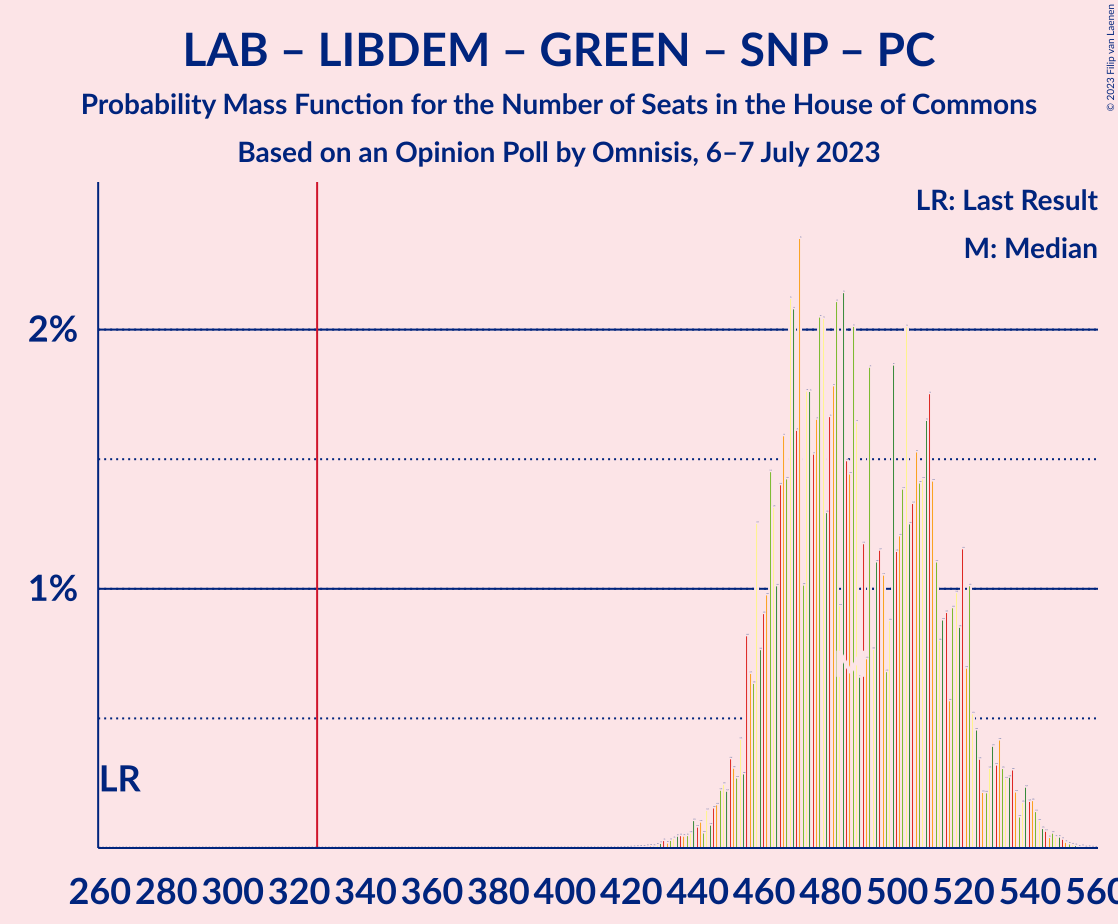 LAB – LIBDEM – GREEN – SNP – PC
Probability Mass Function for the Number of Seats in the House of Commons
Based on an Opinion Poll by Omnisis, 6–7 July 2023
© 2023 Filip van Laenen
LR: Last Result
M: Median
2%
1%
LR
260 280 300 320 340 360 380 400 420 440 460 480 500 520 540 560